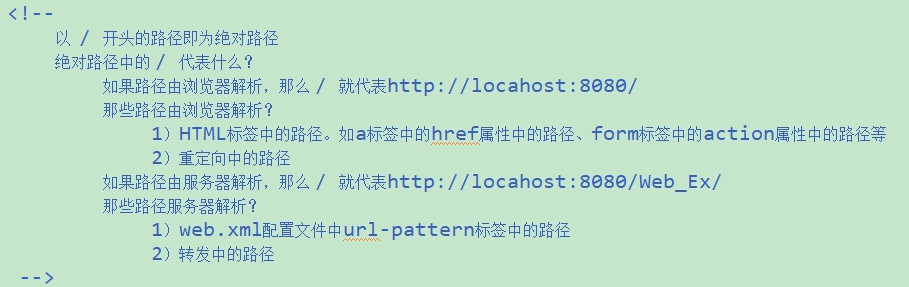 <!--
以 / 开头的路径即为绝对路径
绝对路径中的 / 代表什么？
如果路径由浏览器解析，那么 / 就代表http://locahost:8080/
那些路径由浏览器解析？
1）HTML标签中的路径。如a标签中的href属性中的路径、form标签中的action属性中的路径等
2）重定向中的路径
如果路径由服务器解析，那么 / 就代表http://locahost:8080/Web_Ex/
那些路径服务器解析？
1）web.xml配置文件中url-pattern标签中的路径
2）转发中的路径
-->